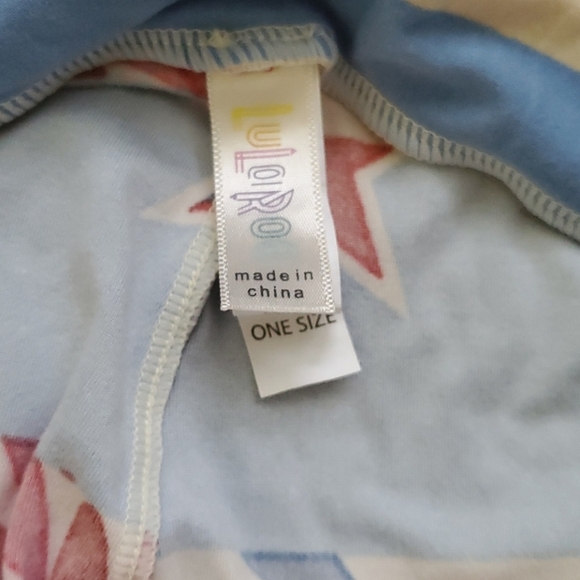 LuLaRoe
made in
china
ONE SIZE